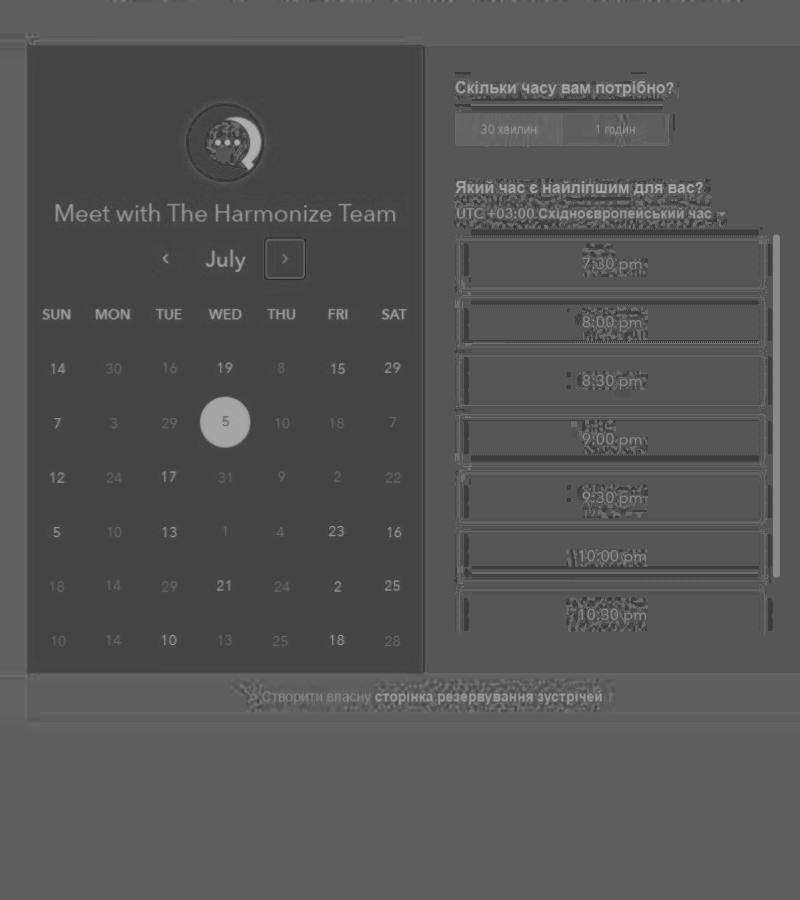 Meet with The Harmonize Team
July
SUN MON TUE WED THU FRI SAT
14 30 16 19 8 15 29
7 3 29 5 10 18 7
12 24 17 31 9 2 22
5 10 13 1 4 23 16
18 14 29 21 24 2 25
10 14 10 13 25 18 28
Скільки часу вам потрібно?
30 хвилин 1 годин
Який час є найліпшим для вас?
UTC +03:00 Східноєвропейський час
7:30 pm
8:00 pm
8:30 pm
9:00 pm
9:30 pm
10:00 pm
10:30 pm
Створити власну сторінка резервування зустрічей